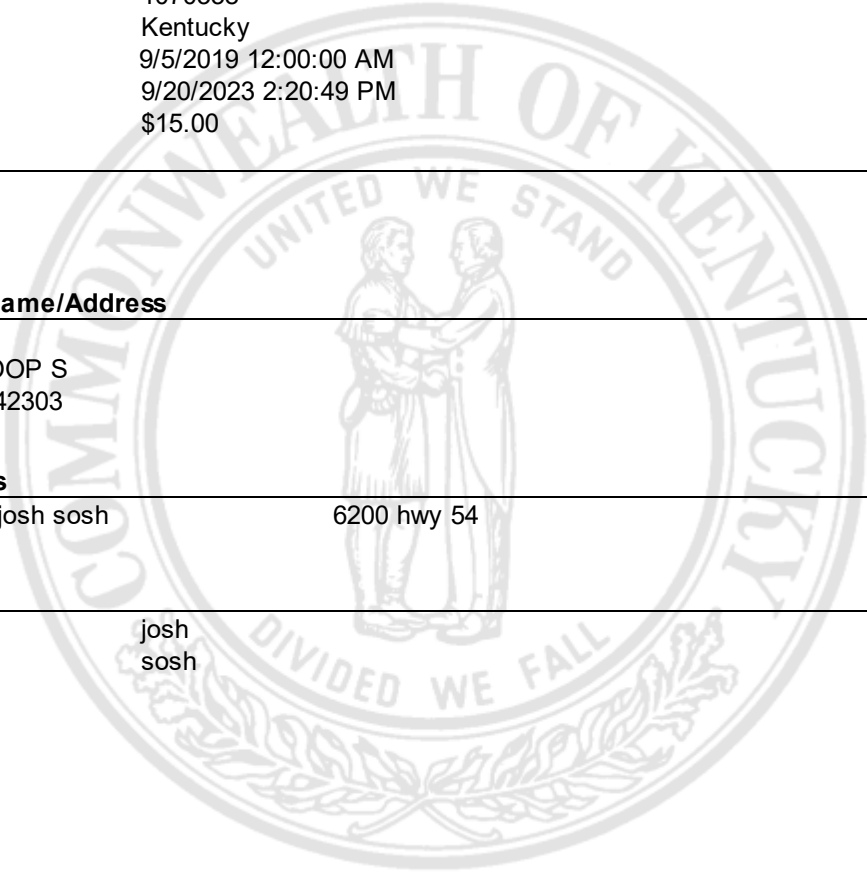 Kentucky
9/5/2019 12:00:00 AM
9/20/2023 2:20:49 PM
$15.00
COMMONWEALTH OF KENTUCKY
UNITED WE STAND
ame/Address
OOP S
42303
s
josh sosh 6200 hwy 54
josh
sosh
DIVIDED WE FALL